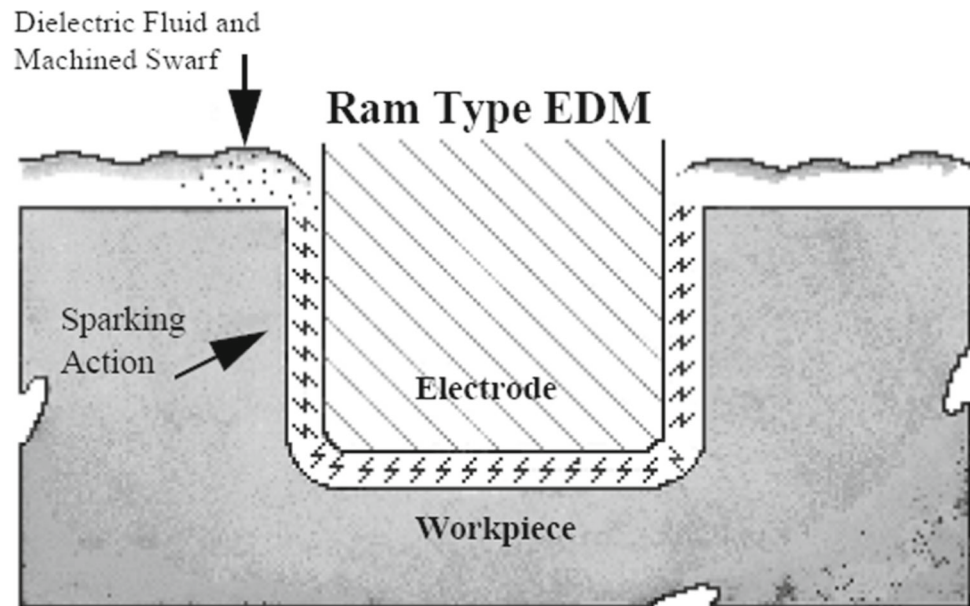 Dielectric Fluid and
Machined Swarf
Ram Type EDM
Sparking
Action
Electrode
Workpiece